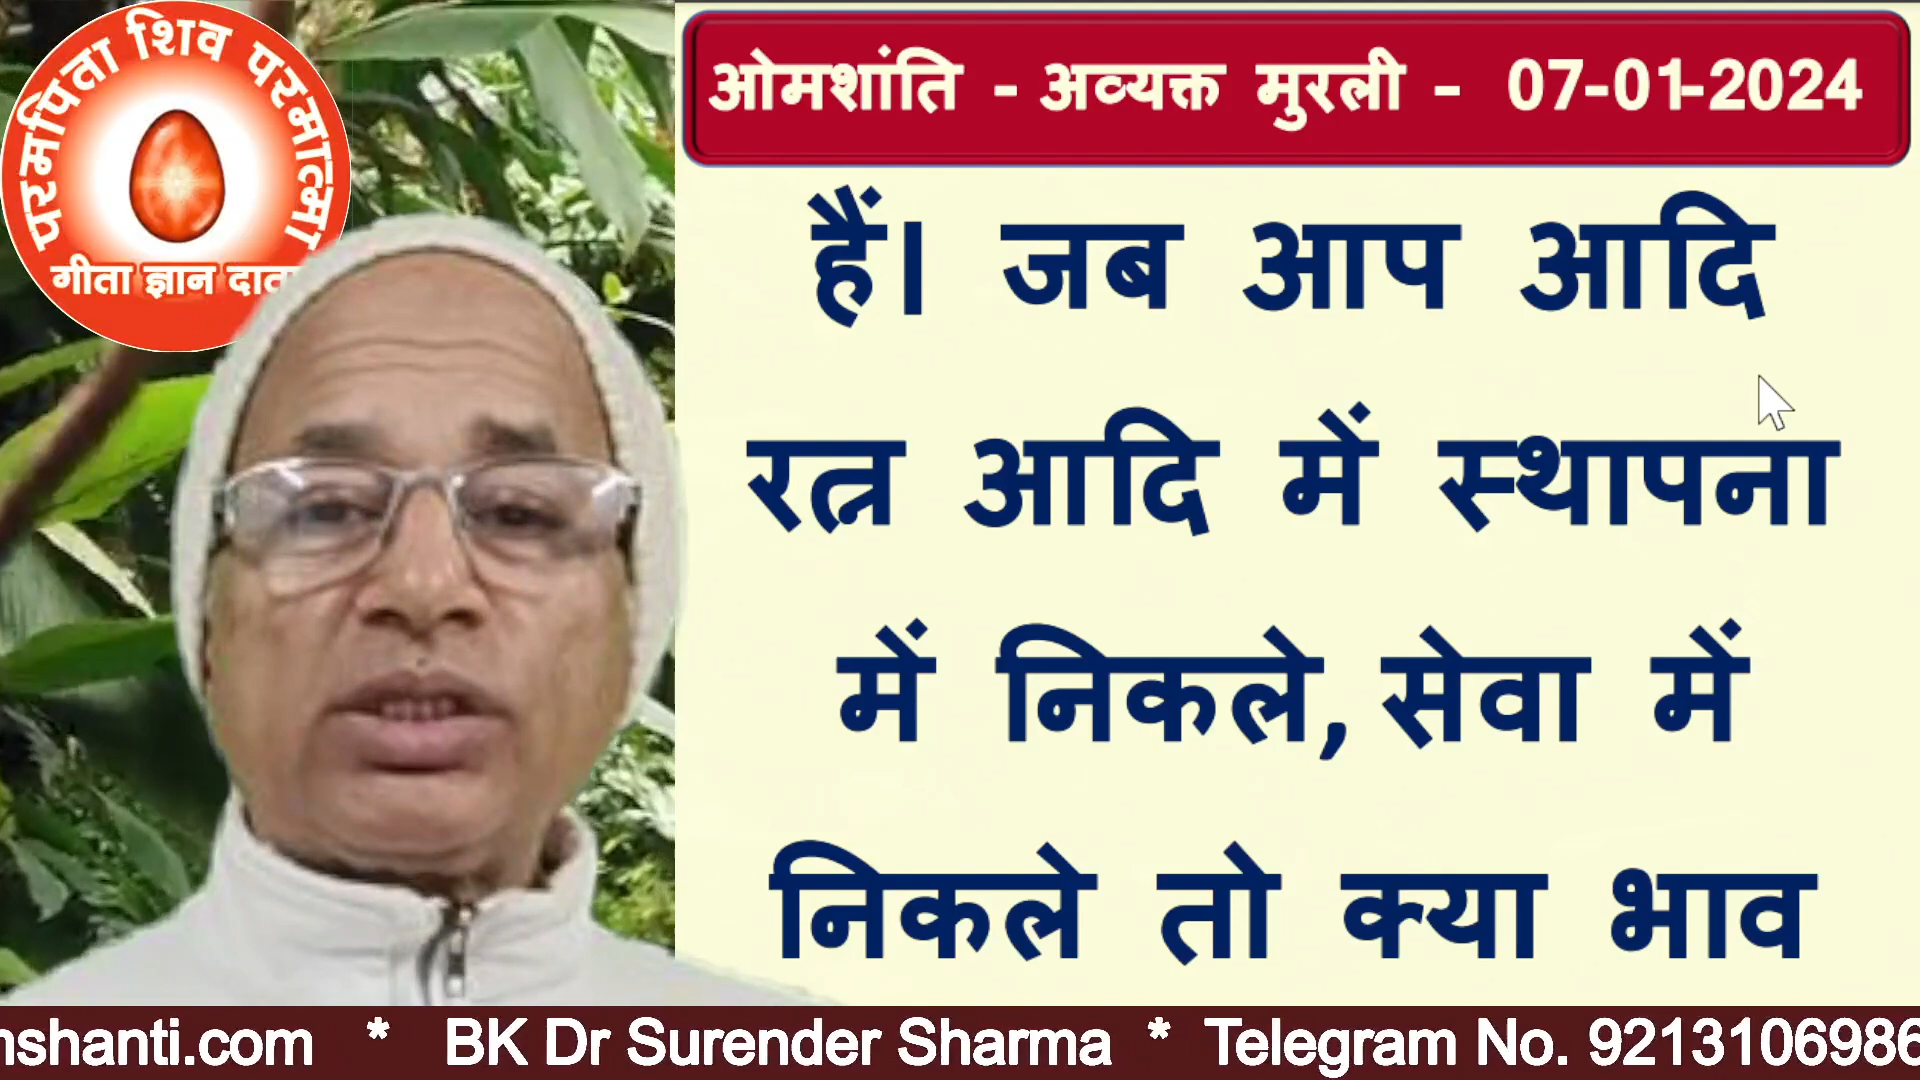 परमपिता शिव परमात्मा
गीता ज्ञान
ओमशांति - अव्यक्त मुरली - 07-01-2024
हैं। जब आप आदि
रत्न आदि में स्थापना
में निकले, सेवा में
निकले तो क्या भाव
mshanti.com * BK Dr Surender Sharma * Telegram No. 9213106986